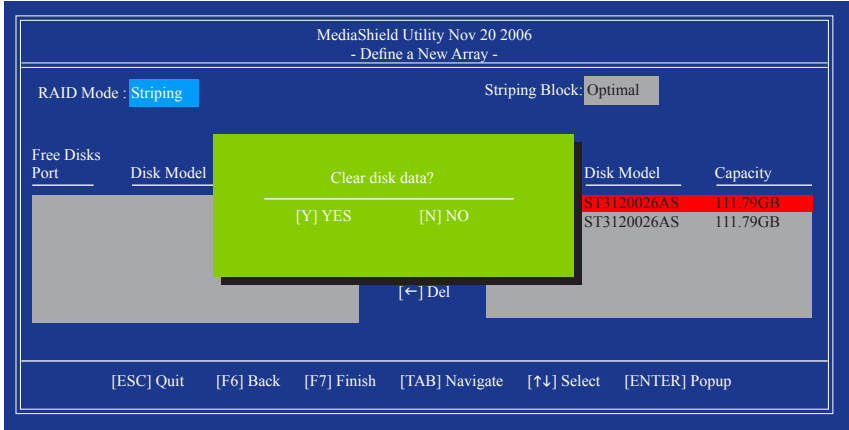 MediaShield Utility Nov 20 2006
- Define a New Array -
RAID Mode : Striping
Striping Block: Optimal
Free Disks
Port Disk Model
Disk Model Capacity
ST3120026AS 111.79GB
ST3120026AS 111.79GB
Clear disk data?
[Y] YES [N] NO
[←] Del
[ESC] Quit [F6] Back [F7] Finish [TAB] Navigate [↑↓] Select [ENTER] Popup